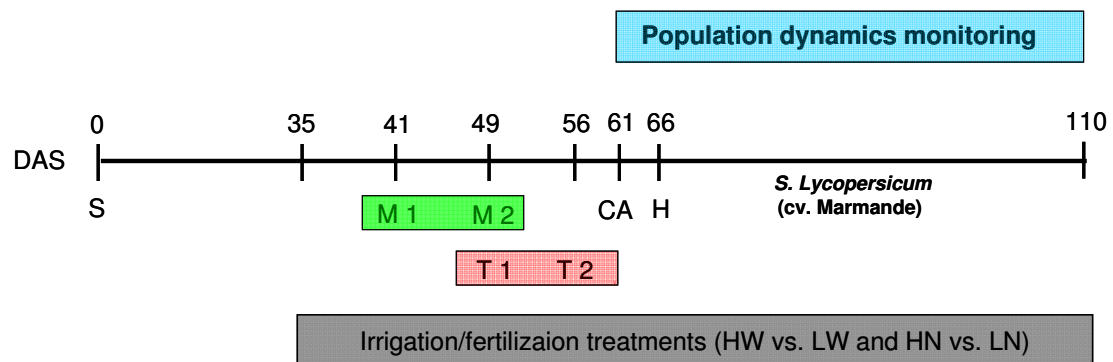 Population dynamics monitoring
0 35 41 49 56 61 66 110
DAS
S. Lycopersicum
(cv. Marmande)
S M 1 M 2 CA H
T 1 T 2
Irrigation/fertilizaion treatments (HW vs. LW and HN vs. LN)